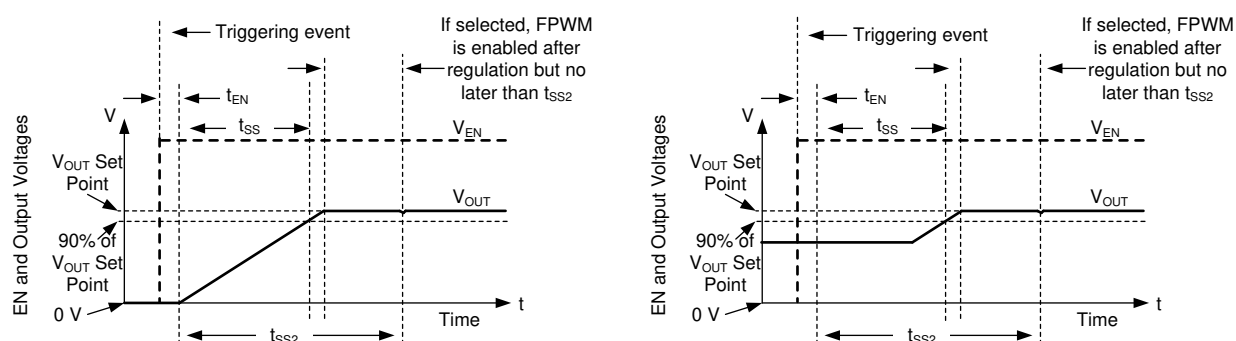 Triggering event
If selected, FPWM
is enabled after
regulation but no
later than tSS2
tEN
V
tSS
VEN
VOUT Set
Point
VOUT
90% of
VOUT Set
Point
0 V
t
Time
tSS2
EN and Output Voltages
Triggering event
If selected, FPWM
is enabled after
regulation but no
later than tSS2
tEN
V
tSS
VEN
VOUT Set
Point
VOUT
90% of
VOUT Set
Point
0 V
t
Time
tSS2
EN and Output Voltages